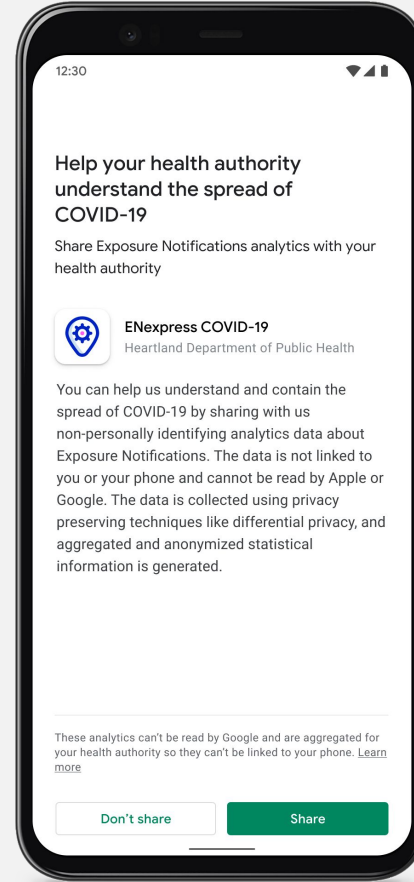 12:30
Help your health authority
understand the spread of
COVID-19
Share Exposure Notifications analytics with your
health authority
ENexpress COVID-19
Heartland Department of Public Health
You can help us understand and contain the
spread of COVID-19 by sharing with us
non-personally identifying analytics data about
Exposure Notifications. The data is not linked to
you or your phone and cannot be read by Apple or
Google. The data is collected using privacy
preserving techniques like differential privacy, and
aggregated and anonymized statistical
information is generated.
These analytics can't be read by Google and are aggregated for
your health authority so they can't be linked to your phone. Learn
more
Don't share
Share